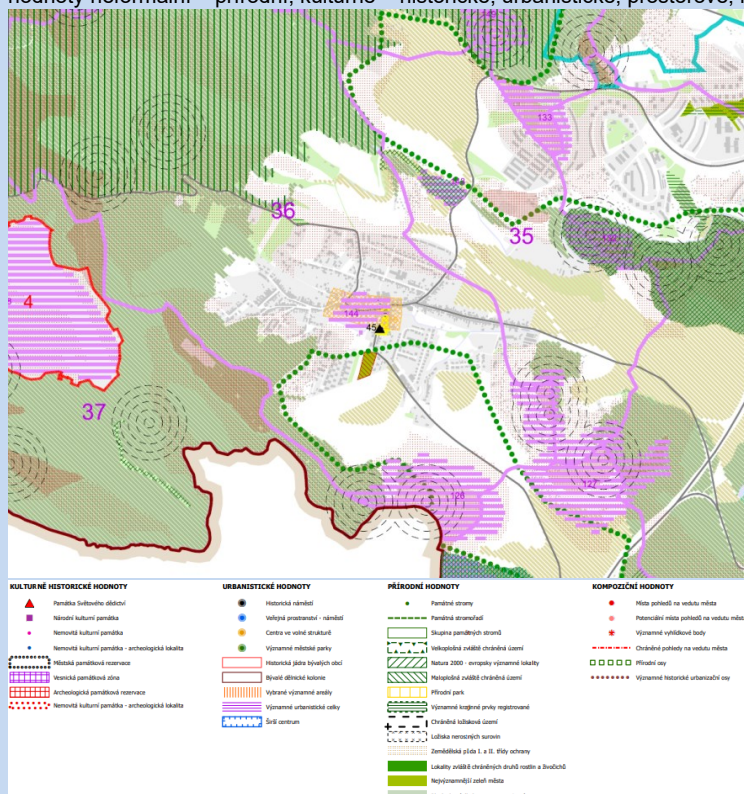 hodnoty neformální – přírodní, kulturně – historické, urbanistické, prostorové,
133
36
35
4
144
45
37
127
126
KULTURNĚ HISTORICKÉ HODNOTY
Památka Světového dědictví
Národní kulturní památka
Nemovitá kulturní památka
Nemovitá kulturní památka - archeologická lokalita
Městská památková rezervace
Vesnická památková zóna
Archeologická památková rezervace
Nemovitá kulturní památka - archeologická lokalita
URBANISTICKÉ HODNOTY
Historická náměstí
Veřejná prostranství - náměstí
Centra ve volné struktuře
Významné městské parky
Historická jádra bývalých obcí
Bývalé dělnické kolonie
Vybrané významné areály
Významné urbanistické celky
Širší centrum
PŘÍRODNÍ HODNOTY
Památné stromy
Památná stromořadí
Skupina památných stromů
Velkoplošná zvláště chráněná území
Natura 2000 - evropsky významné lokality
Maloplošné zvláště chráněná území
Přírodní park
Významné krajinné prvky registrované
Chráněná ložisková území
Ložiska nerostných surovin
Zemědělská půda I. a II. třídy ochrany
Lokality zvláště chráněných druhů rostlin a živočichů
Nejvýznamnější zeleň města
KOMPOZIČNÍ HODNOTY
Místa pohledů na vedutu města
Potenciální místa pohledů na vedutu měst
Významné vyhlídkové body
Chráněné pohledy na vedutu města
Přírodní osy
Významné historické urbanizační osy